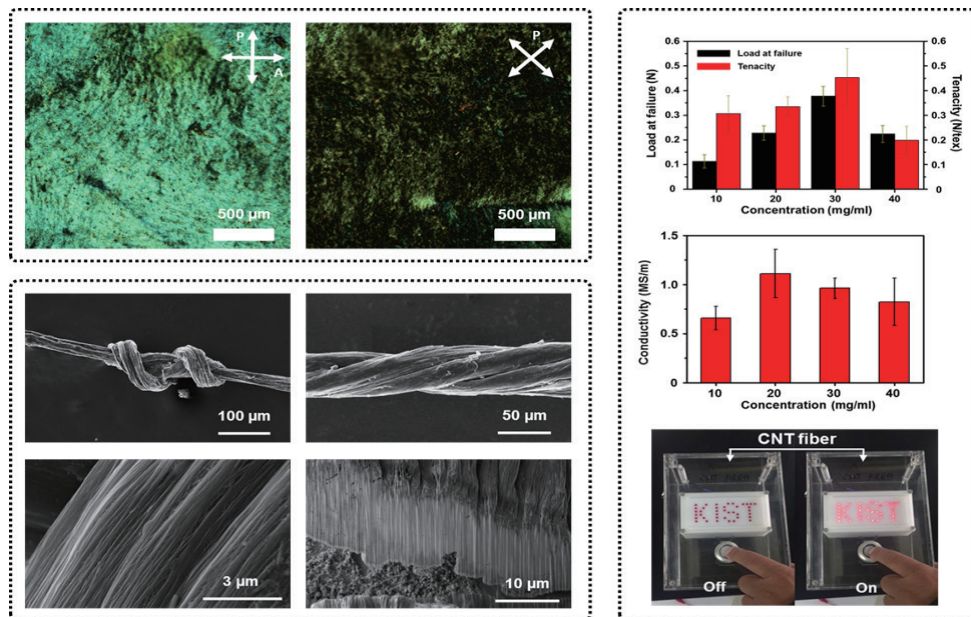 P
A
500 µm
P
500 µm
100 µm
50 µm
3 µm
10 µm
Load at failure
Tenacity
Load at failure (N)
Tenacity (N/tex)
0.6
0.5
0.4
0.3
0.2
0.1
0
0.6
0.5
0.4
0.3
0.2
0.1
0
10 20 30 40
Concentration (mg/ml)
Conductivity (MS/m)
1.5
1.0
0.5
0
10 20 30 40
Concentration (mg/ml)
CNT fiber
KIST
KIST
Off
On